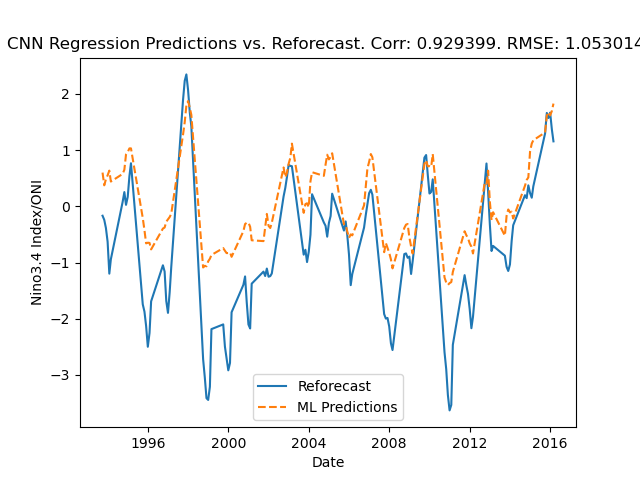 CNN Regression Predictions vs. Reforecast. Corr: 0.929399. RMSE: 1.053014
2
1
0
−1
−2
−3
Nino3.4 Index/ONI
Reforecast
ML Predictions
1996 2000 2004 2008 2012 2016
Date